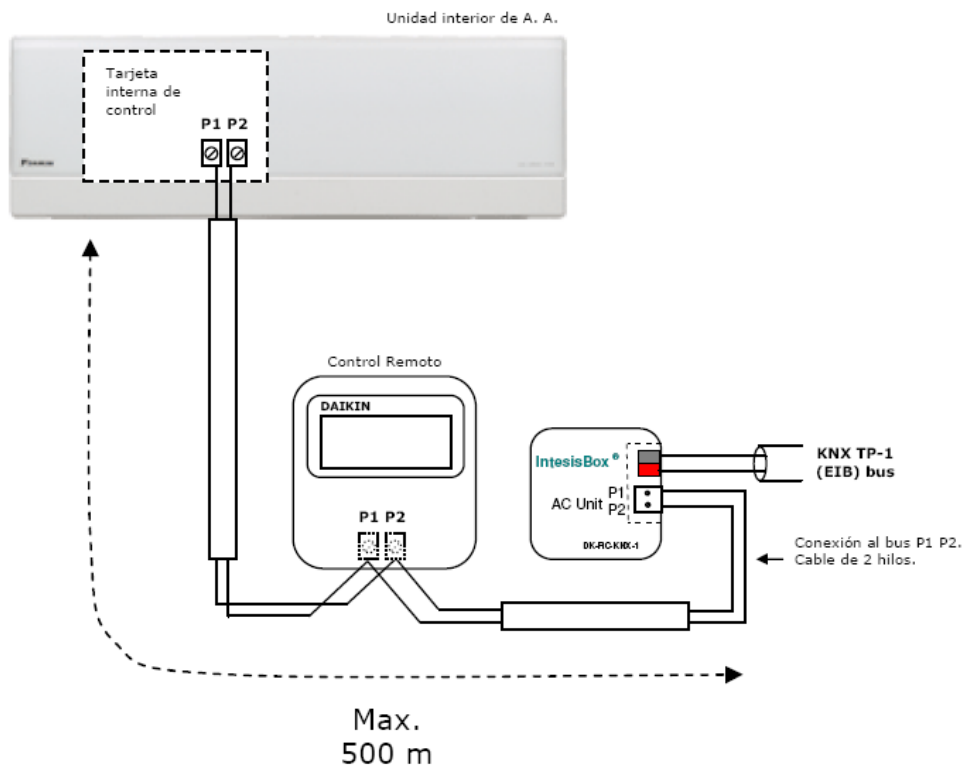 Unidad interior de A. A.
Tarjeta
interna de
control
P1 P2
Control Remoto
DAIKIN
P1 P2
IntesisBox ®
AC Unit
P1
P2
DK-RC-KNX-1
KNX TP-1
(EIB) bus
Conexión al bus P1 P2.
Cable de 2 hilos.
Max.
500 m